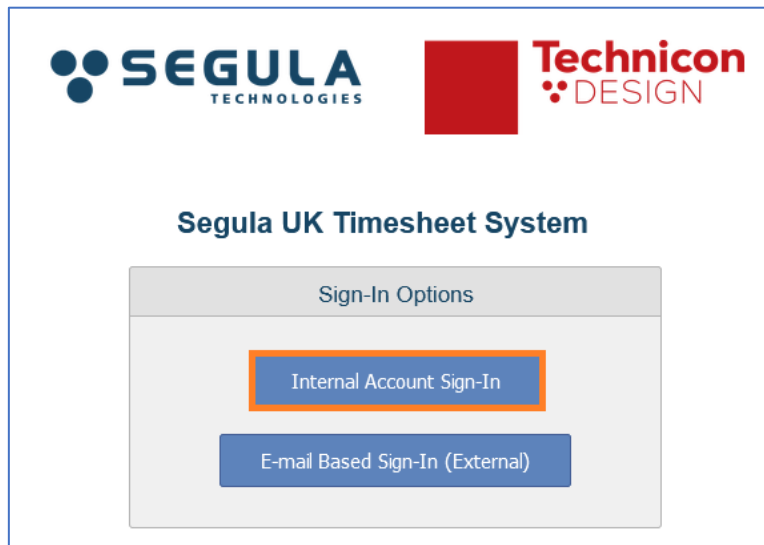 SEGULA
TECHNOLOGIES
Technicon
DESIGN
Segula UK Timesheet System
Sign-In Options
Internal Account Sign-In
E-mail Based Sign-In (External)